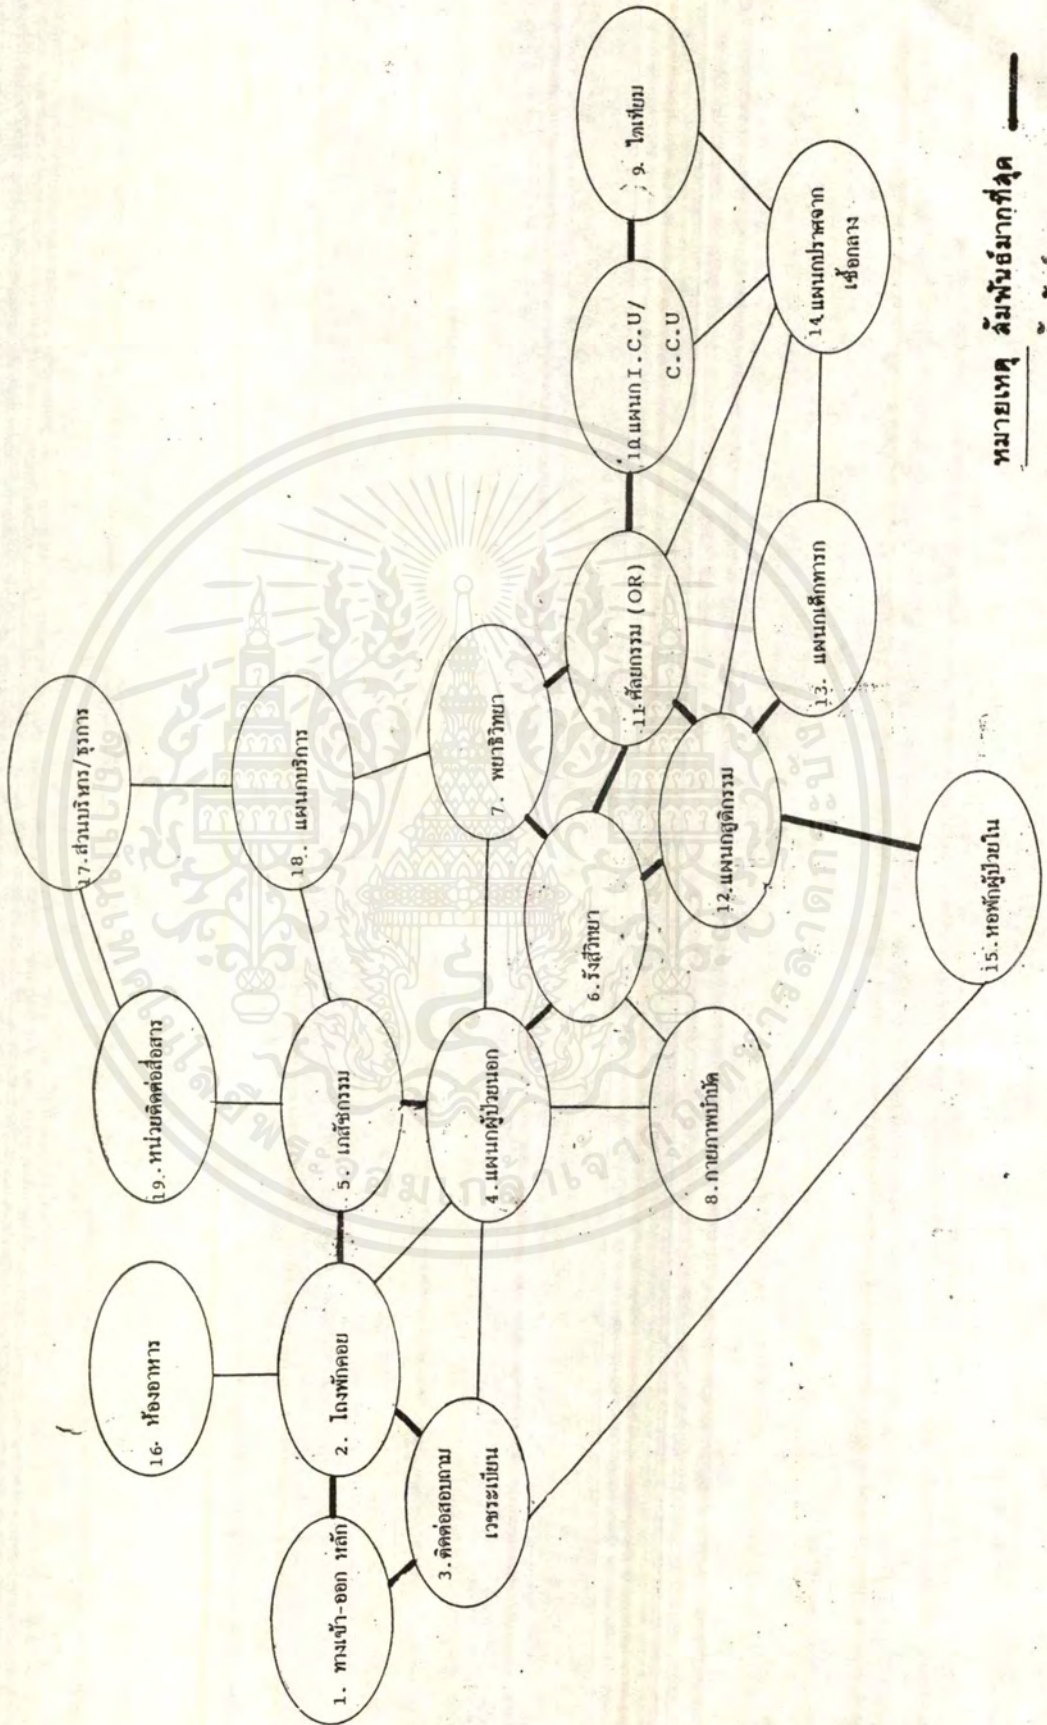 1. ทางเข้า-ออก หลัก
2. โถงพักคอย
3. ติดต่อสอบถาม
เวชระเบียน
4. แผนกผู้ป่วยนอก
5. เภสัชกรรม
6. รังสีวิทยา
7. พยาธิวิทยา
8. กายภาพบำบัด
9. ไตเทียม
10. แผนก I.C.U/
C.C.U
11. ศัลยกรรม (OR)
12. แผนกสูติกรรม
13. แผนกเด็กทารก
14. แผนกปราศจาก
เชื้อกลาง
15. หอพักผู้ป่วยใน
16. ห้องอาหาร
17. ส่วนบริหาร/ธุรการ
18. แผนกบริการ
19. หน่วยติดต่อสื่อสาร
หมายเหตุ สัมพันธ์มากที่สุด